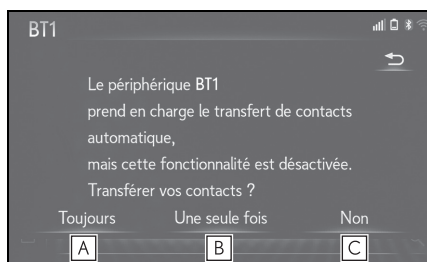 BT1
Le périphérique BT1
prend en charge le transfert de contacts
automatique,
mais cette fonctionnalité est désactivée.
Transférer vos contacts ?
Toujours Une seule fois Non
A B C